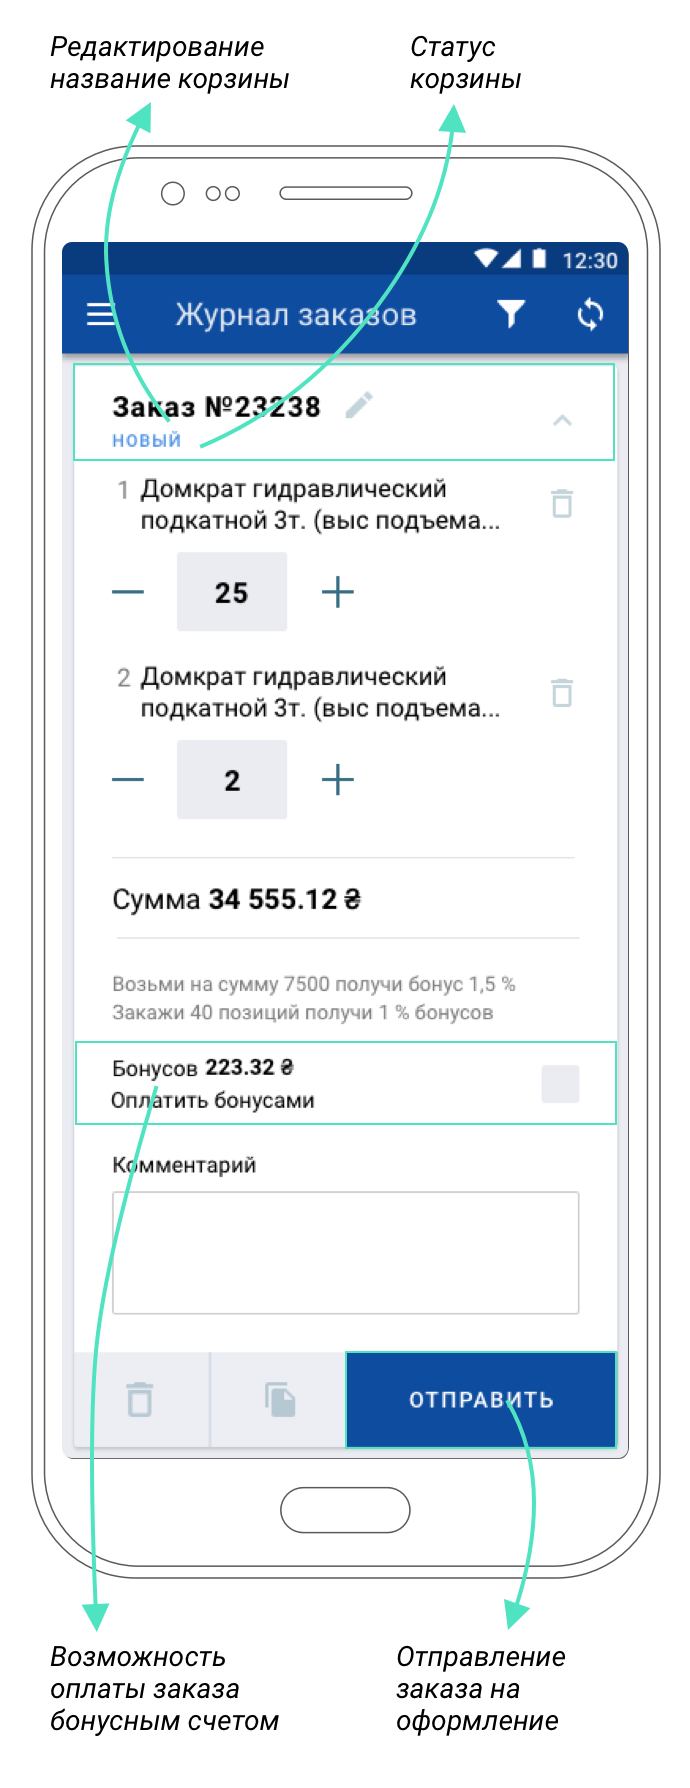 Редактирование
название корзины
Статус
корзины
12:30
Журнал заказов
Заказ №23238
НОВЫЙ
1 Домкрат гидравлический
подкатной 3т. (выс подъема...
25
2 Домкрат гидравлический
подкатной 3т. (выс подъема...
2
Сумма 34 555.12 ₴
Возьми на сумму 7500 получи бонус 1,5 %
Закажи 40 позиций получи 1 % бонусов
Бонусов 223.32 ₴
Оплатить бонусами
Комментарий
ОТПРАВИТЬ
Возможность
оплаты заказа
бонусным счетом
Отправление
заказа на
оформление